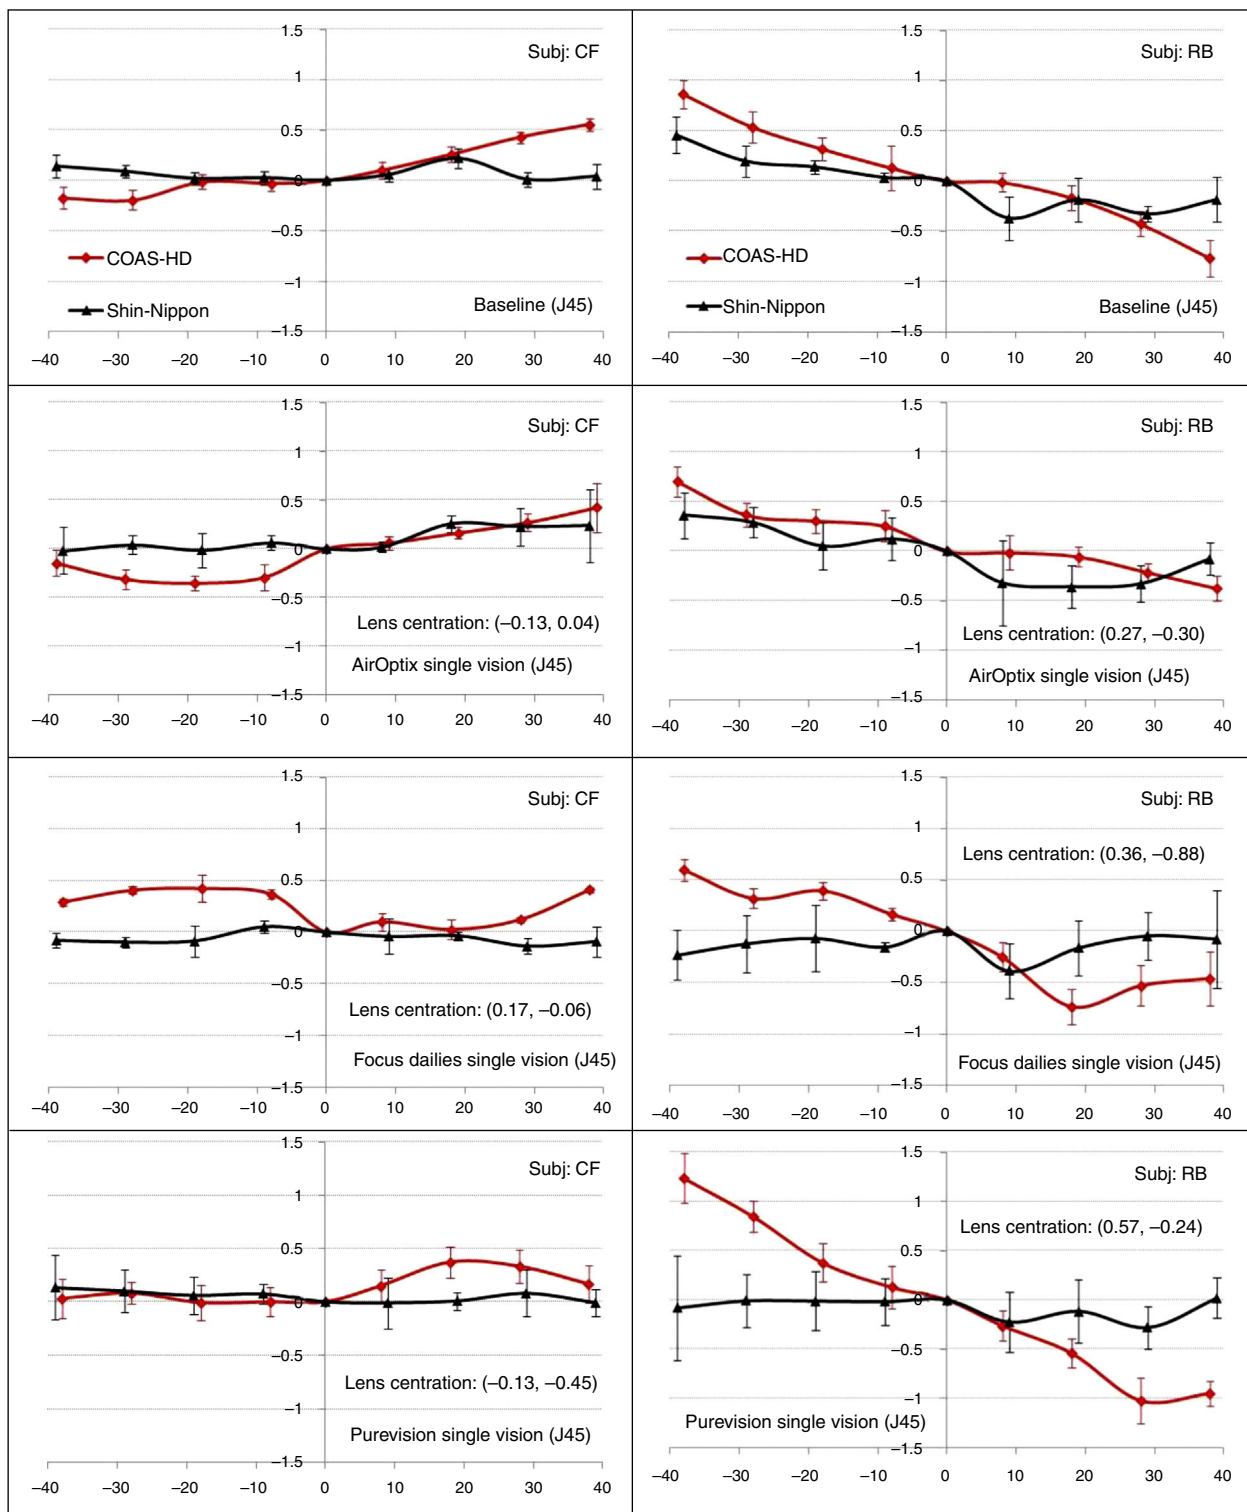 1.5
Subj: CF
1
0.5
0
−0.5
COAS-HD
−1
Shin-Nippon
Baseline (J45)
−1.5
−40 −30 −20 −10 0 10 20 30 40
1.5
Subj: RB
1
0.5
0
−0.5
COAS-HD
−1
Shin-Nippon
Baseline (J45)
−1.5
−40 −30 −20 −10 0 10 20 30 40
1.5
Subj: CF
1
0.5
0
−0.5
Lens centration: (−0.13, 0.04)
−1
AirOptix single vision (J45)
−1.5
−40 −30 −20 −10 0 10 20 30 40
1.5
Subj: RB
1
0.5
0
−0.5
Lens centration: (0.27, −0.30)
−1
AirOptix single vision (J45)
−1.5
−40 −30 −20 −10 0 10 20 30 40
1.5
Subj: CF
1
0.5
0
−0.5
Lens centration: (0.17, −0.06)
−1
Focus dailies single vision (J45)
−1.5
−40 −30 −20 −10 0 10 20 30 40
1.5
Subj: RB
1
Lens centration: (0.36, −0.88)
0.5
0
−0.5
−1
Focus dailies single vision (J45)
−1.5
−40 −30 −20 −10 0 10 20 30 40
1.5
Subj: CF
1
0.5
0
−0.5
Lens centration: (−0.13, −0.45)
−1
Purevision single vision (J45)
−1.5
−40 −30 −20 −10 0 10 20 30 40
1.5
Subj: RB
1
Lens centration: (0.57, −0.24)
0.5
0
−0.5
−1
Purevision single vision (J45)
−1.5
−40 −30 −20 −10 0 10 20 30 40